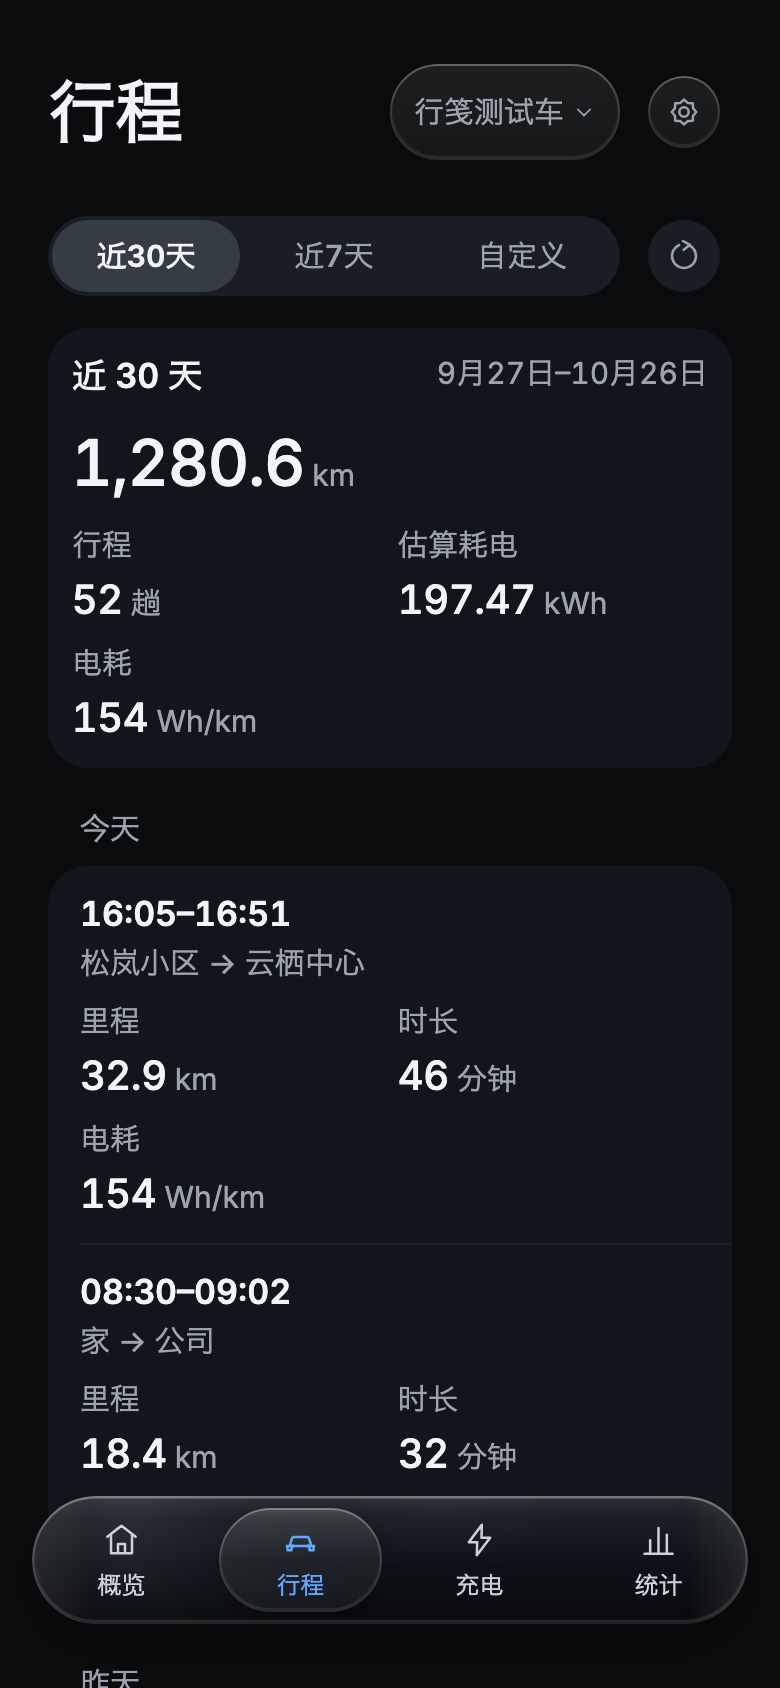 行程
行笺测试车
近30天
近7天
自定义
近 30 天
9月27日–10月26日
1,280.6 km
行程
估算耗电
52 趟
197.47 kWh
电耗
154 Wh/km
今天
16:05–16:51
松岚小区 → 云栖中心
里程
时长
32.9 km
46 分钟
电耗
154 Wh/km
08:30–09:02
家 → 公司
里程
时长
18.4 km
32 分钟
概览
行程
充电
统计
昨天